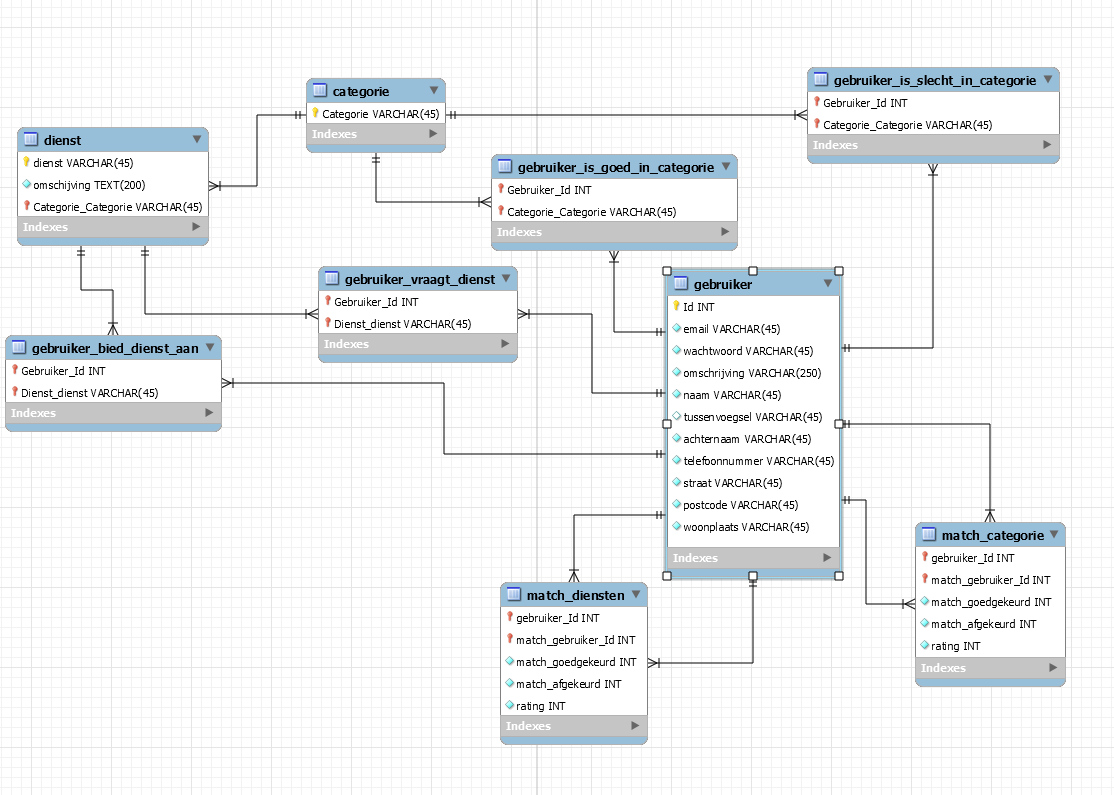 categorie
Categorie VARCHAR(45)
Indexes
gebruiker_is_slecht_in_categorie
Gebruiker_Id INT
Categorie_Categorie VARCHAR(45)
Indexes
dienst
dienst VARCHAR(45)
omschijving TEXT(200)
Categorie_Categorie VARCHAR(45)
Indexes
gebruiker_is_goed_in_categorie
Gebruiker_Id INT
Categorie_Categorie VARCHAR(45)
Indexes
gebruiker_vraagt_dienst
Gebruiker_Id INT
Dienst_dienst VARCHAR(45)
Indexes
gebruiker
Id INT
email VARCHAR(45)
wachtwoord VARCHAR(45)
omschrijving VARCHAR(250)
naam VARCHAR(45)
tussenvoegsel VARCHAR(45)
achternaam VARCHAR(45)
telefoonnummer VARCHAR(45)
straat VARCHAR(45)
postcode VARCHAR(45)
woonplaats VARCHAR(45)
Indexes
gebruiker_bied_dienst_aan
Gebruiker_Id INT
Dienst_dienst VARCHAR(45)
Indexes
match_categorie
gebruiker_Id INT
match_gebruiker_Id INT
match_goedgekeurd INT
match_afgekeurd INT
rating INT
Indexes
match_diensten
gebruiker_Id INT
match_gebruiker_Id INT
match_goedgekeurd INT
match_afgekeurd INT
rating INT
Indexes